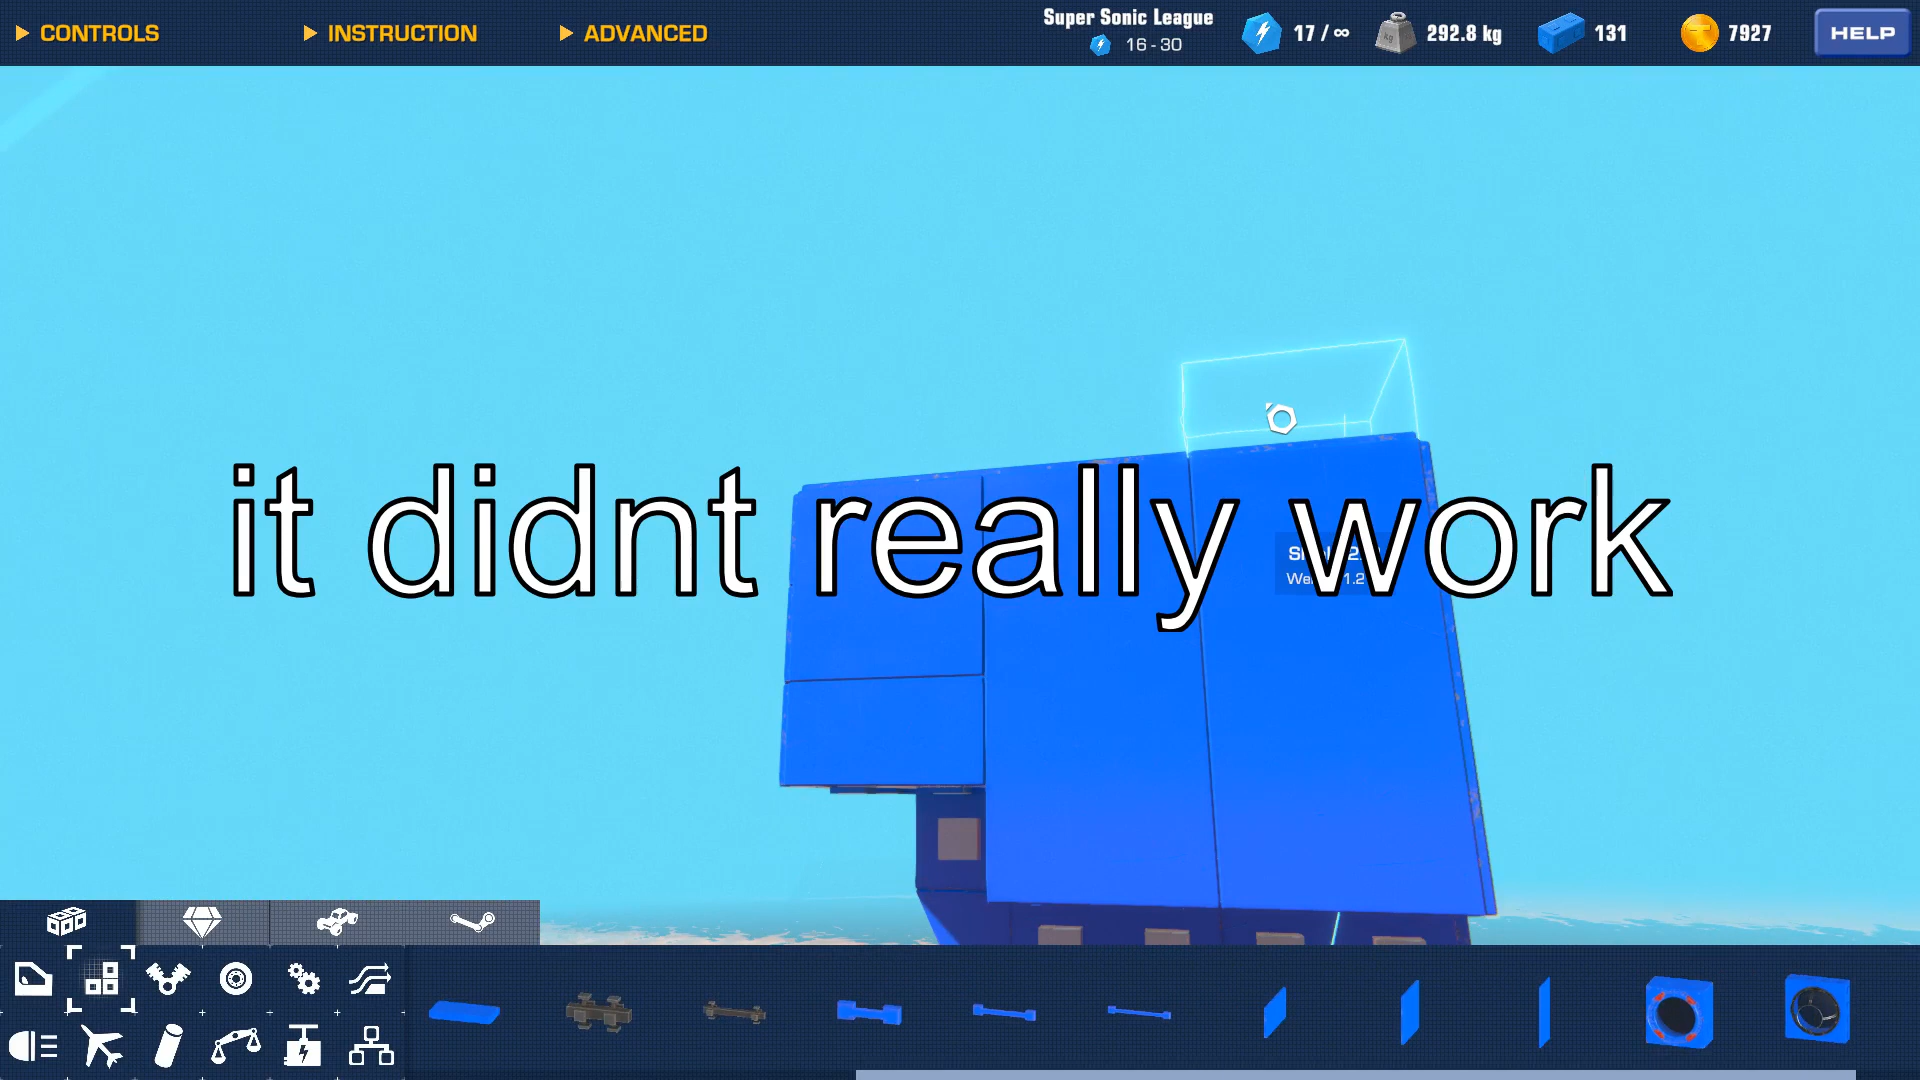 CONTROLS
INSTRUCTION
ADVANCED
Super Sonic League
16 - 30
17 / ∞
292.8 kg
131
7927
HELP
it didnt really work